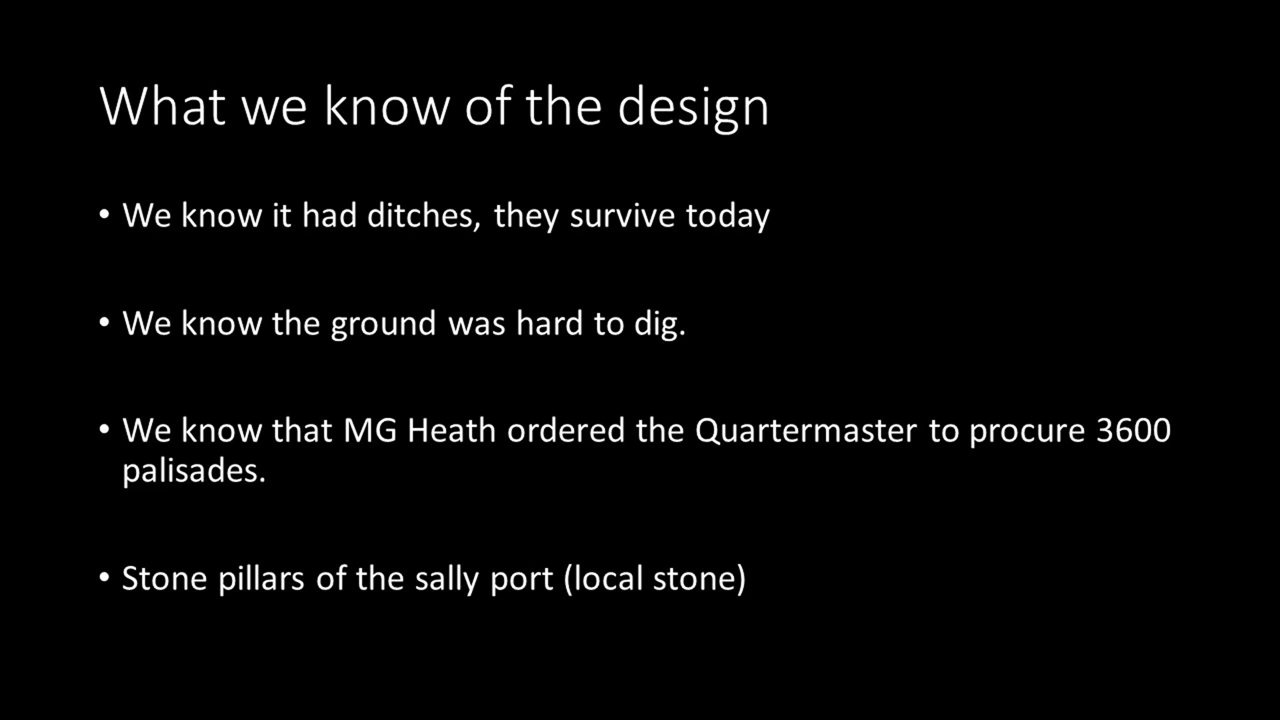 What we know of the design
• We know it had ditches, they survive today
• We know the ground was hard to dig.
• We know that MG Heath ordered the Quartermaster to procure 3600
palisades.
• Stone pillars of the sally port (local stone)